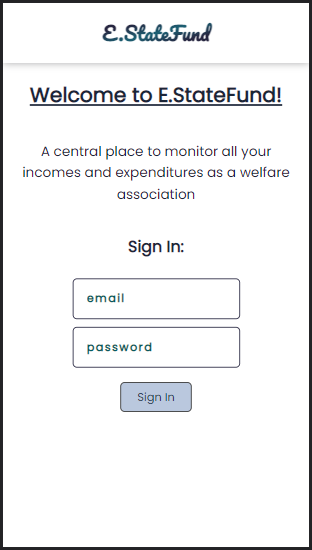 E.StateFund
Welcome to E.StateFund!
A central place to monitor all your
incomes and expenditures as a welfare
association
Sign In:
email
password
Sign In